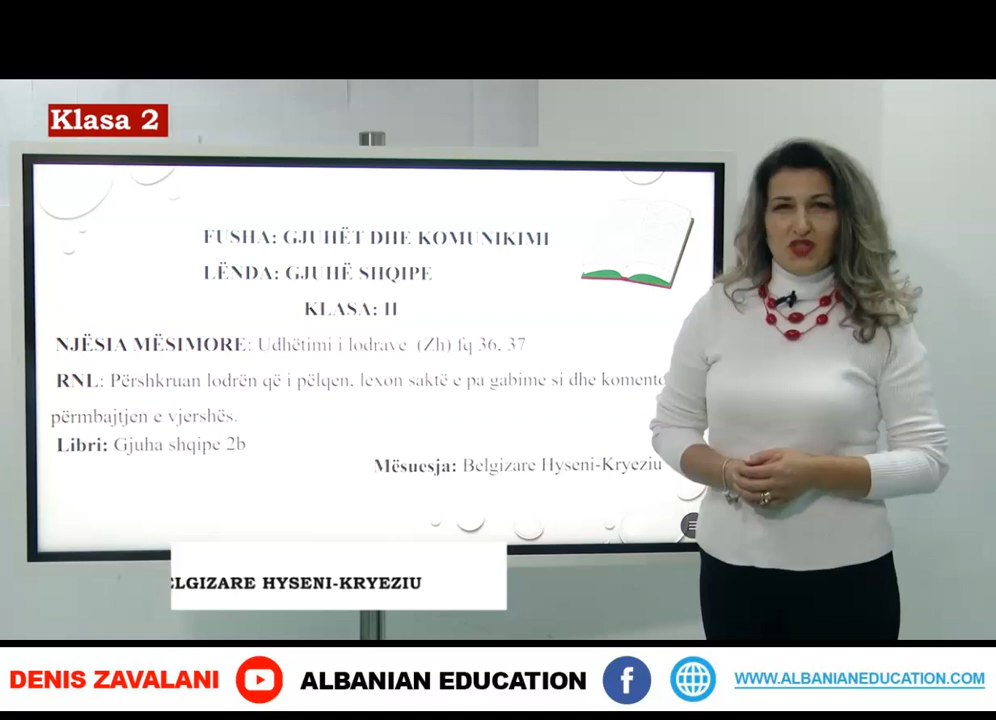 Klasa 2
FUSHA: GJUHËT DHE KOMUNIKIMI
LËNDA: GJUHË SHQIPE
KLASA: II
NJËSIA MËSIMORE: Udhëtimi i lodrave (Zh) fq 36, 37
RNL: Përshkruan lodrën që i pëlqen, lexon saktë e pa gabime si dhe komento
përmbajtjen e vjershës.
Libri: Gjuha shqipe 2b
Mësuesja: Belgizare Hyseni-Kryeziu
ELGIZARE HYSENI-KRYEZIU
DENIS ZAVALANI ALBANIAN EDUCATION f WWW.ALBANIANEDUCATION.COM